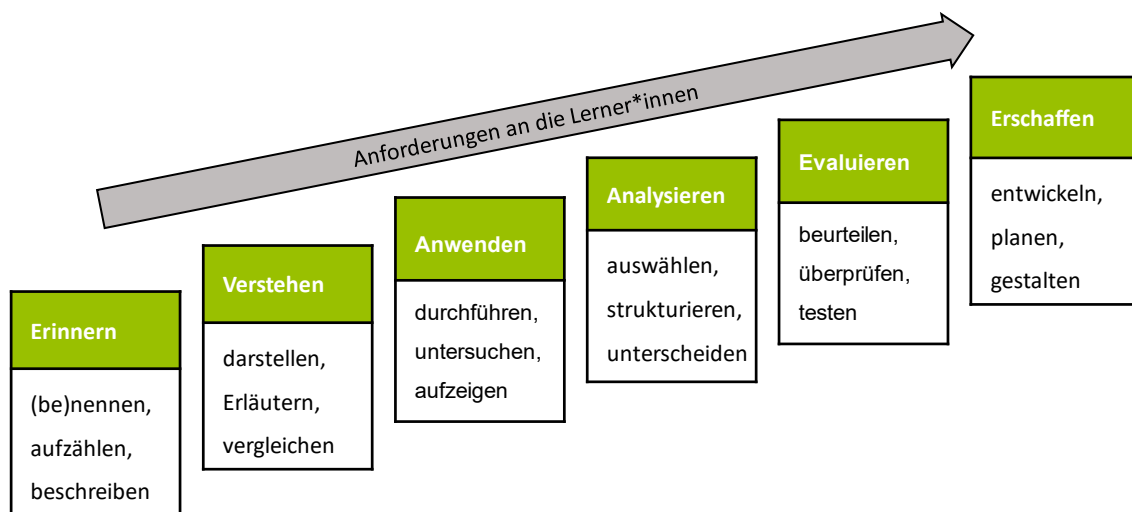 Anforderungen an die Lerner*innen
Erinnern
(be)nennen,
aufzählen,
beschreiben
Verstehen
darstellen,
Erläutern,
vergleichen
Anwenden
durchführen,
untersuchen,
aufzeigen
Analysieren
auswählen,
strukturieren,
unterscheiden
Evaluieren
beurteilen,
überprüfen,
testen
Erschaffen
entwickeln,
planen,
gestalten